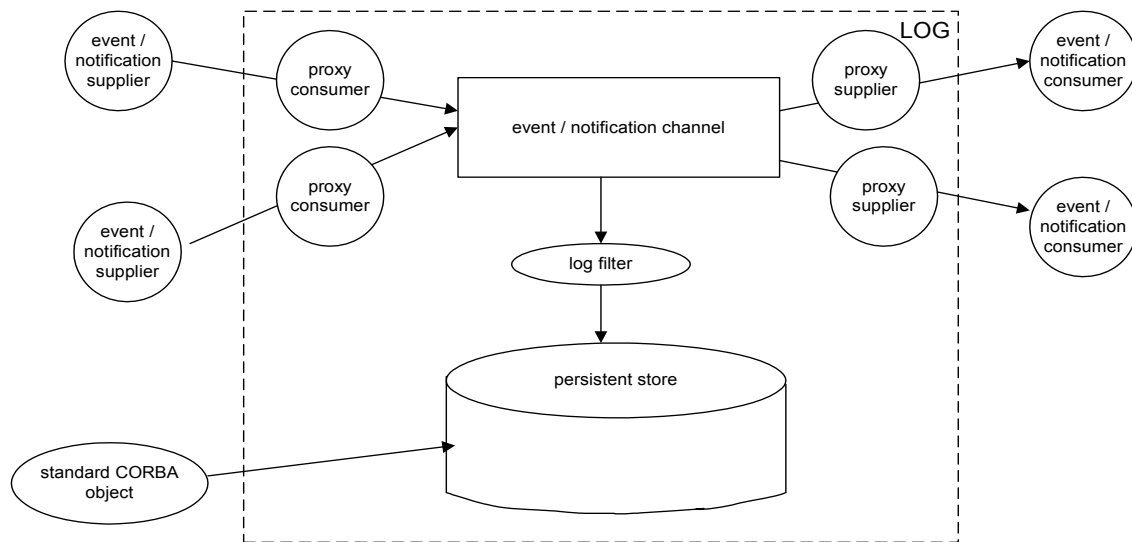 event /
notification
supplier
proxy
consumer
LOG
proxy
supplier
event /
notification
consumer
event / notification channel
proxy
consumer
proxy
supplier
event /
notification
supplier
event /
notification
consumer
log filter
persistent store
standard CORBA
object